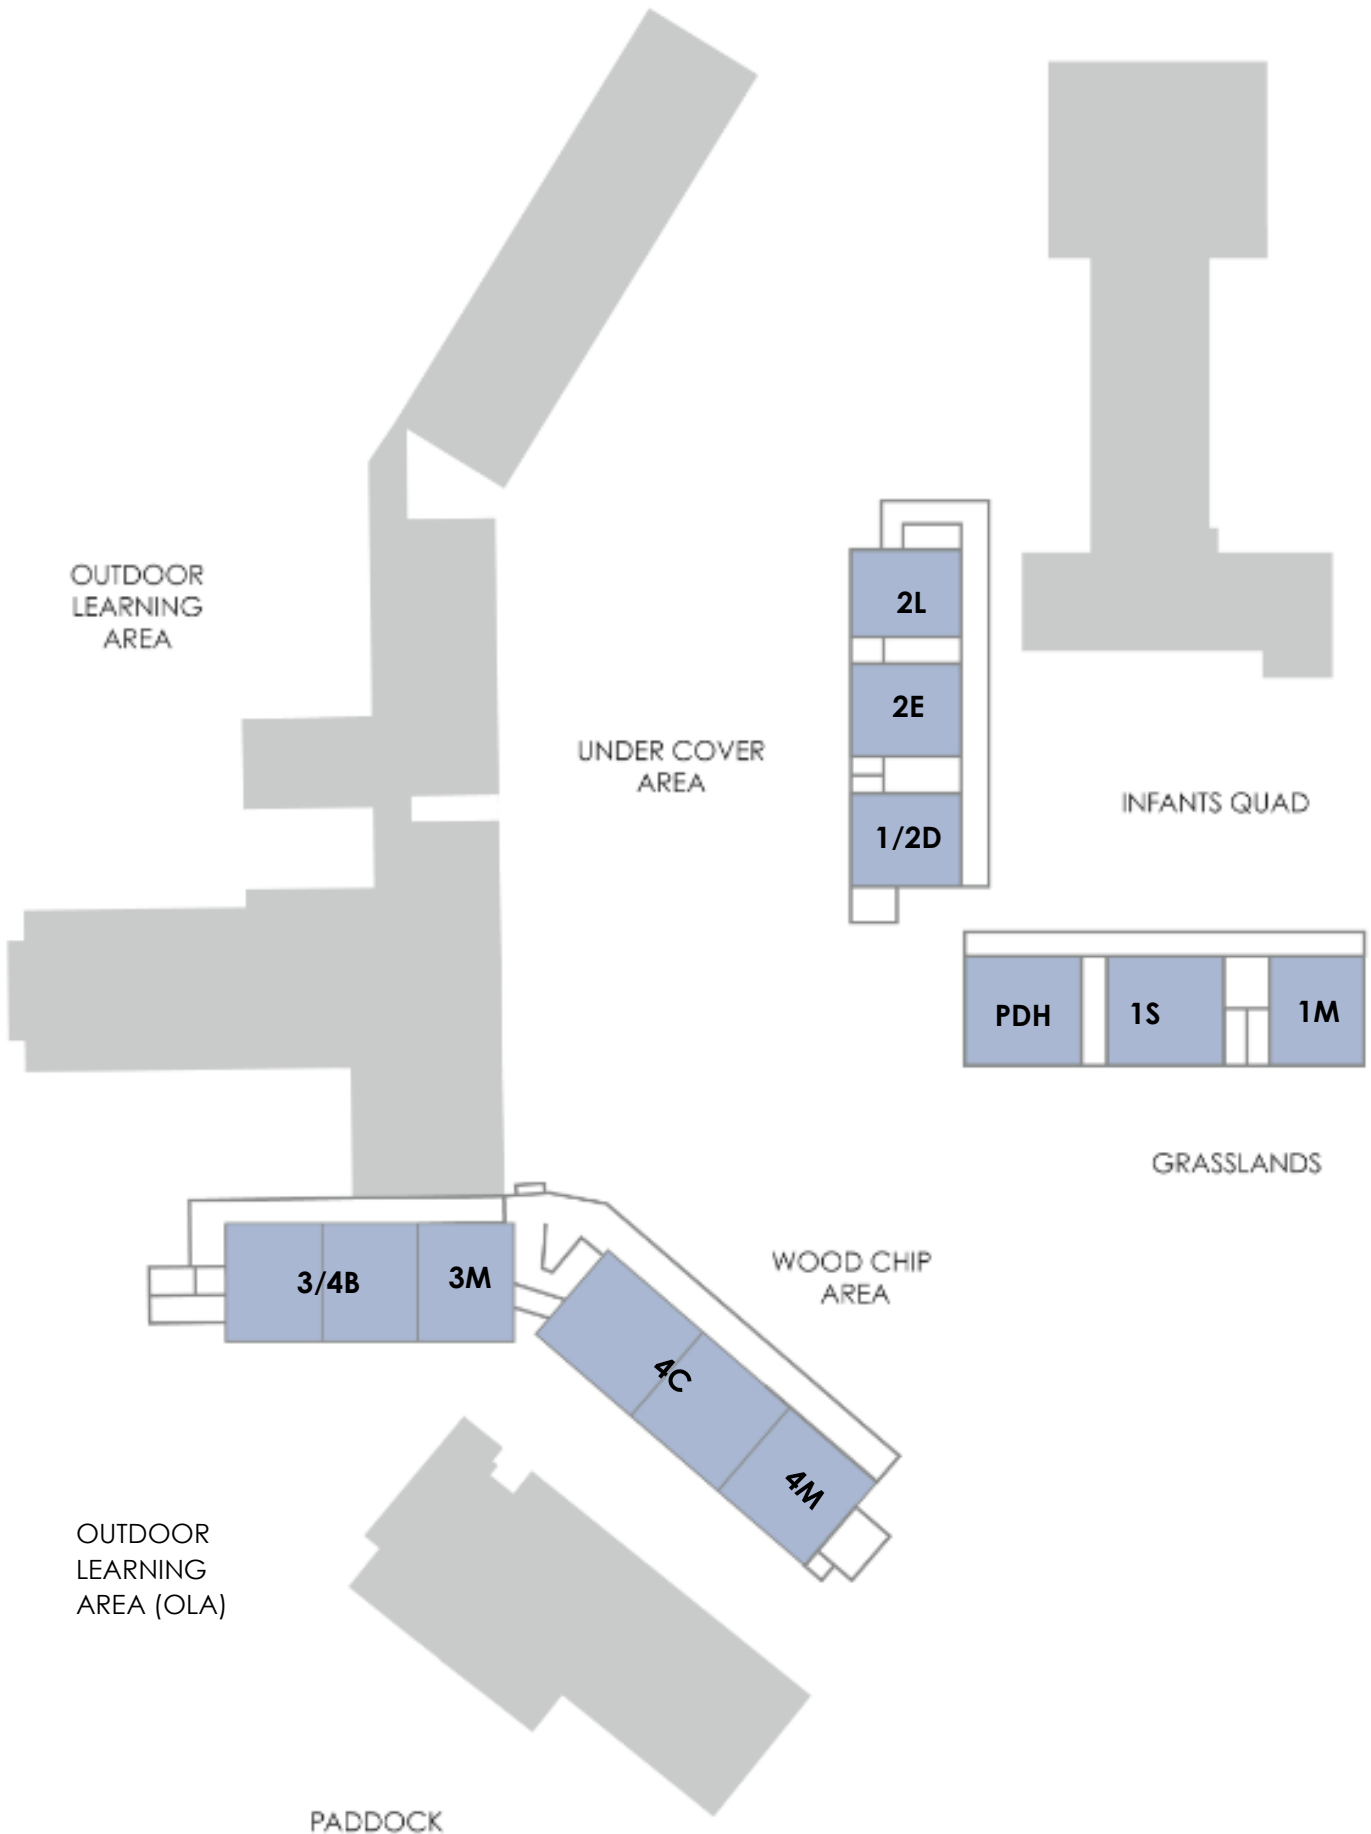 OUTDOOR
LEARNING
AREA
2L
2E
UNDER COVER
AREA
INFANTS QUAD
1/2D
PDH
1S
1M
GRASSLANDS
WOOD CHIP
AREA
3/4B
3M
4C
4M
OUTDOOR
LEARNING
AREA (OLA)
PADDOCK